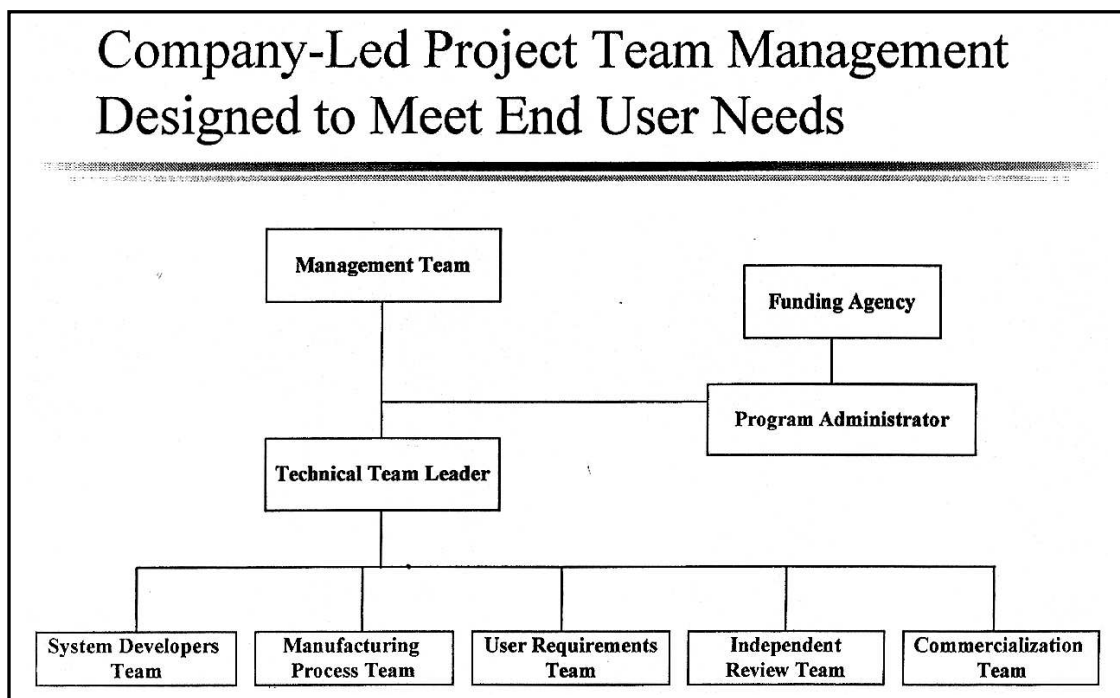 Company-Led Project Team Management
Designed to Meet End User Needs
Management Team
Funding Agency
Program Administrator
Technical Team Leader
System Developers
Team
Manufacturing
Process Team
User Requirements
Team
Independent
Review Team
Commercialization
Team